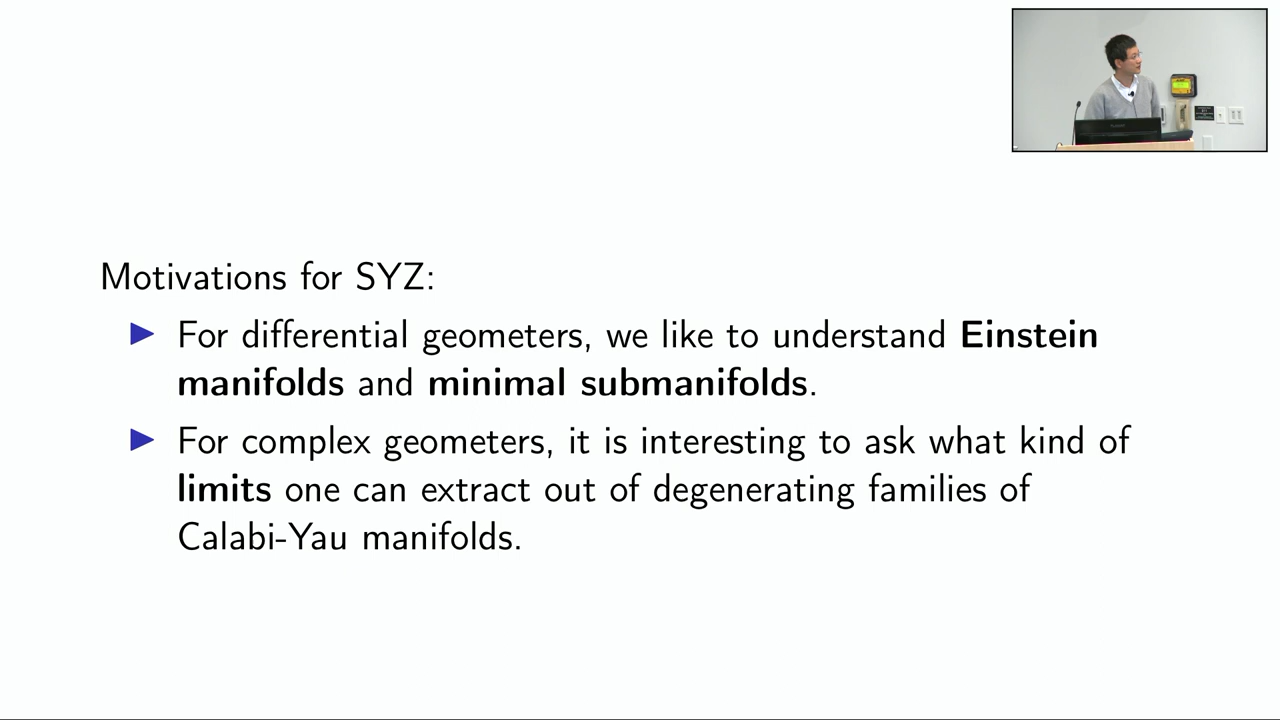 Motivations for SYZ:
For differential geometers, we like to understand Einstein
manifolds and minimal submanifolds.
For complex geometers, it is interesting to ask what kind of
limits one can extract out of degenerating families of
Calabi-Yau manifolds.